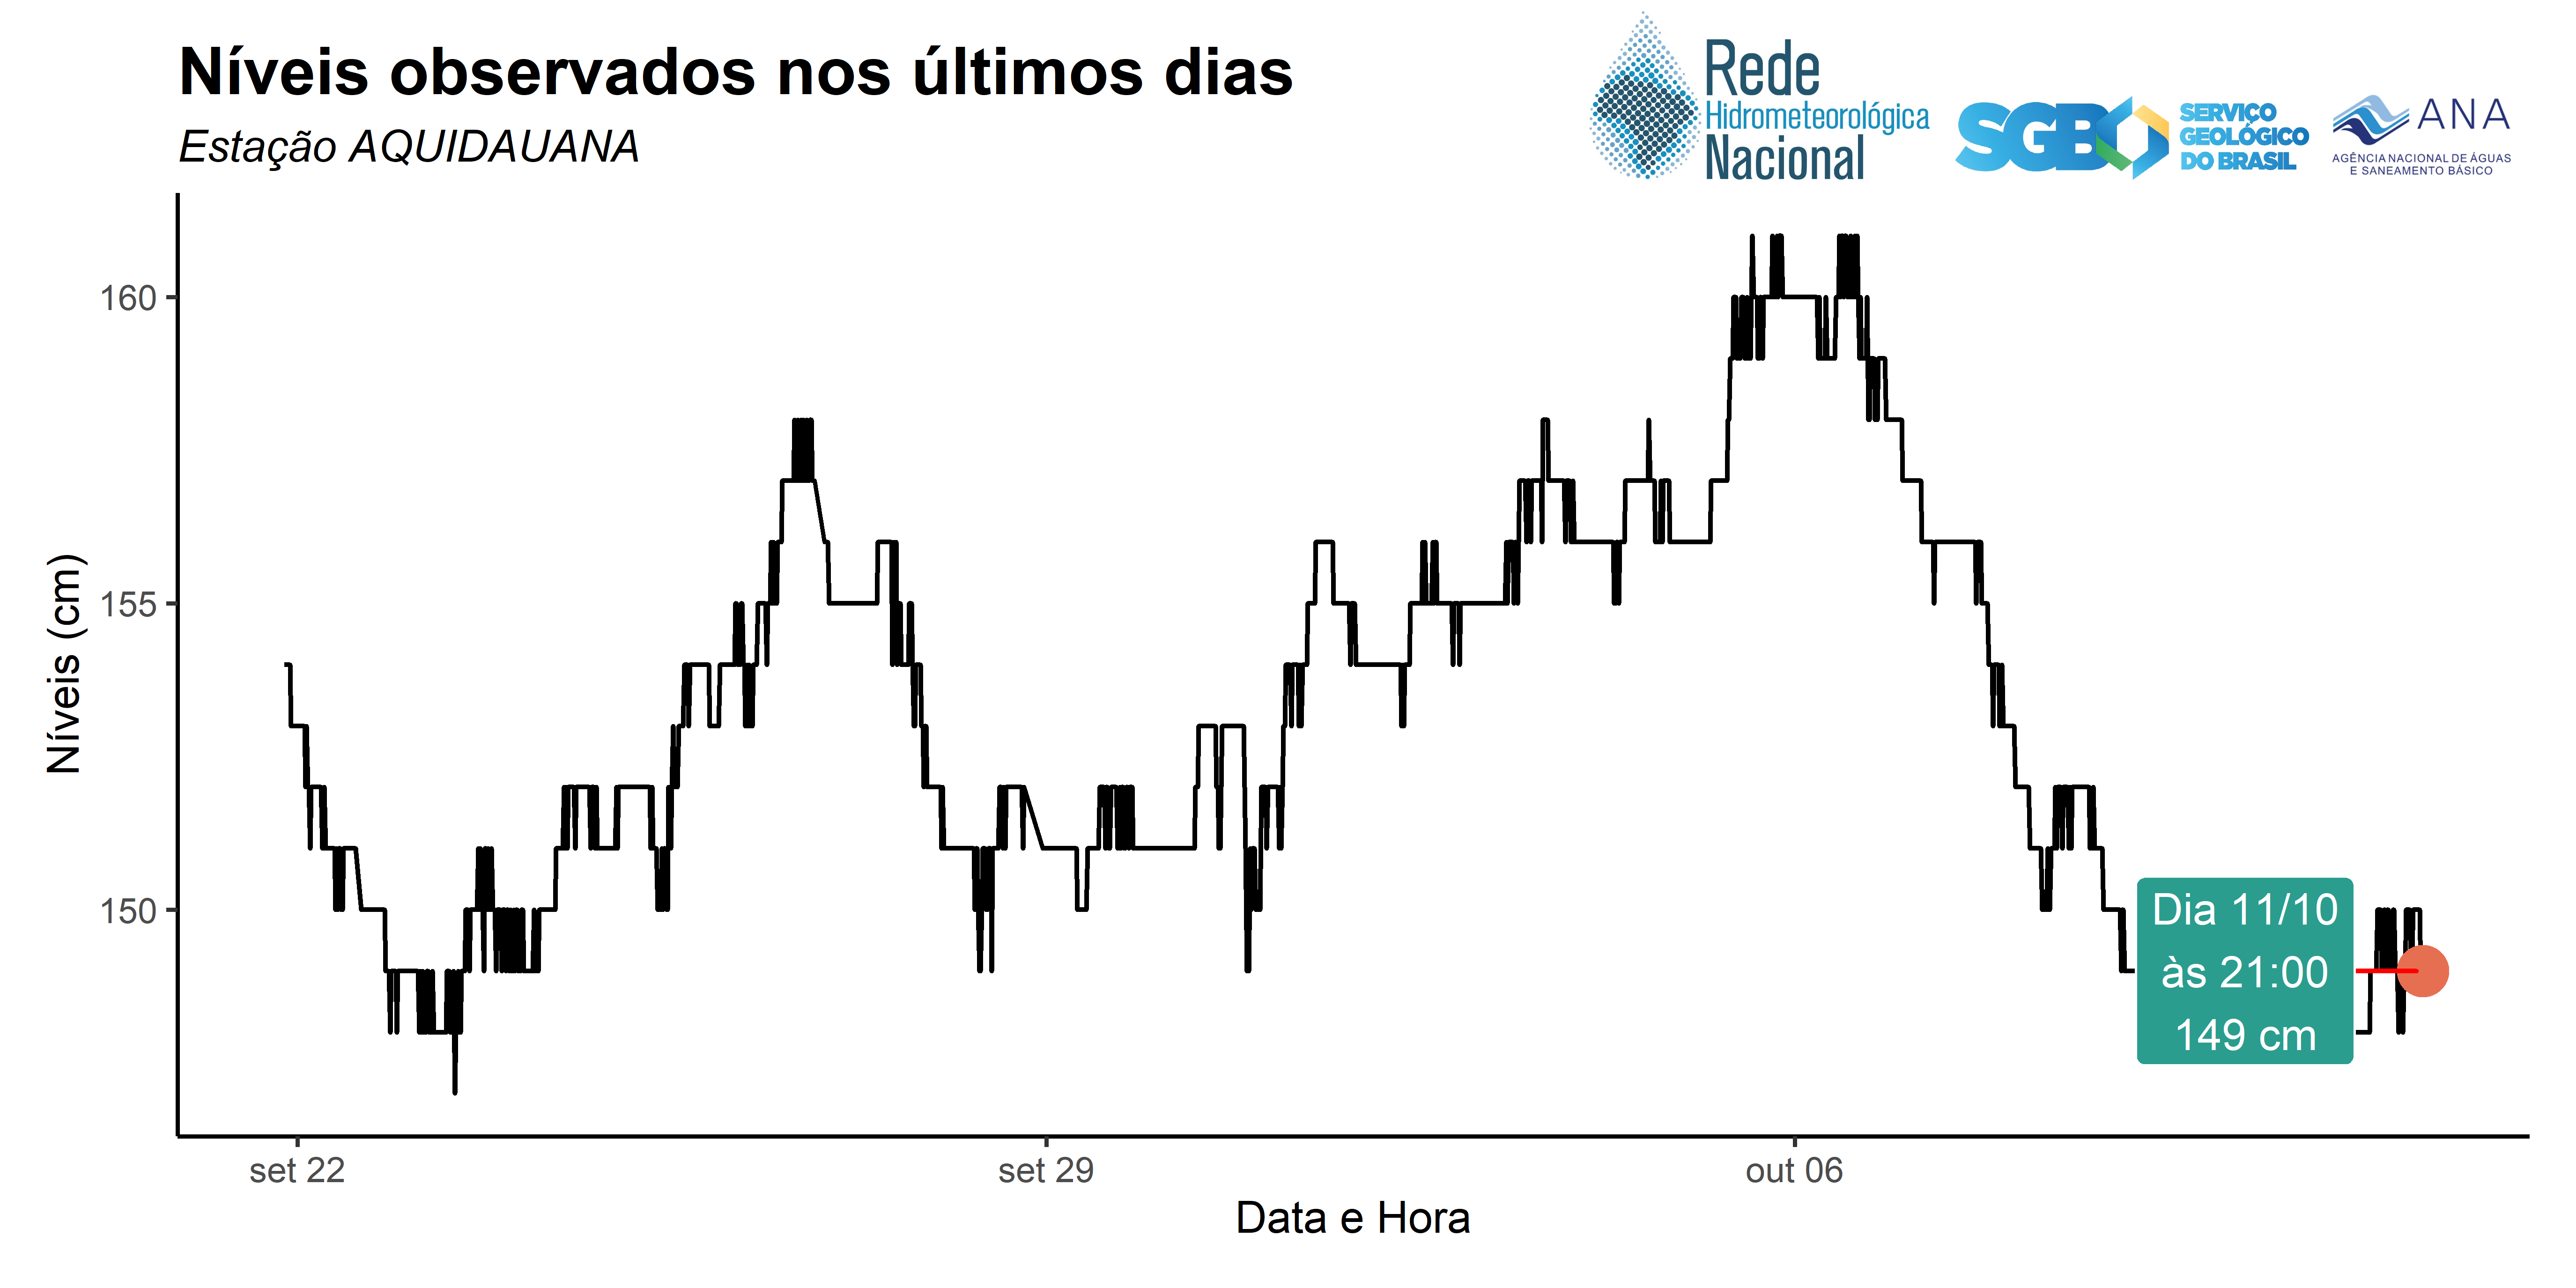 Níveis observados nos últimos dias
Estação AQUIDAUANA
Rede
Hidrometeorológica
Nacional
SGB
SERVIÇO
GEOLÓGICO
DO BRASIL
ANA
AGÊNCIA NACIONAL DE ÁGUAS
E SANEAMENTO BÁSICO
Níveis (cm)
160
155
150
Dia 11/10
às 21:00
149 cm
set 22
set 29
out 06
Data e Hora